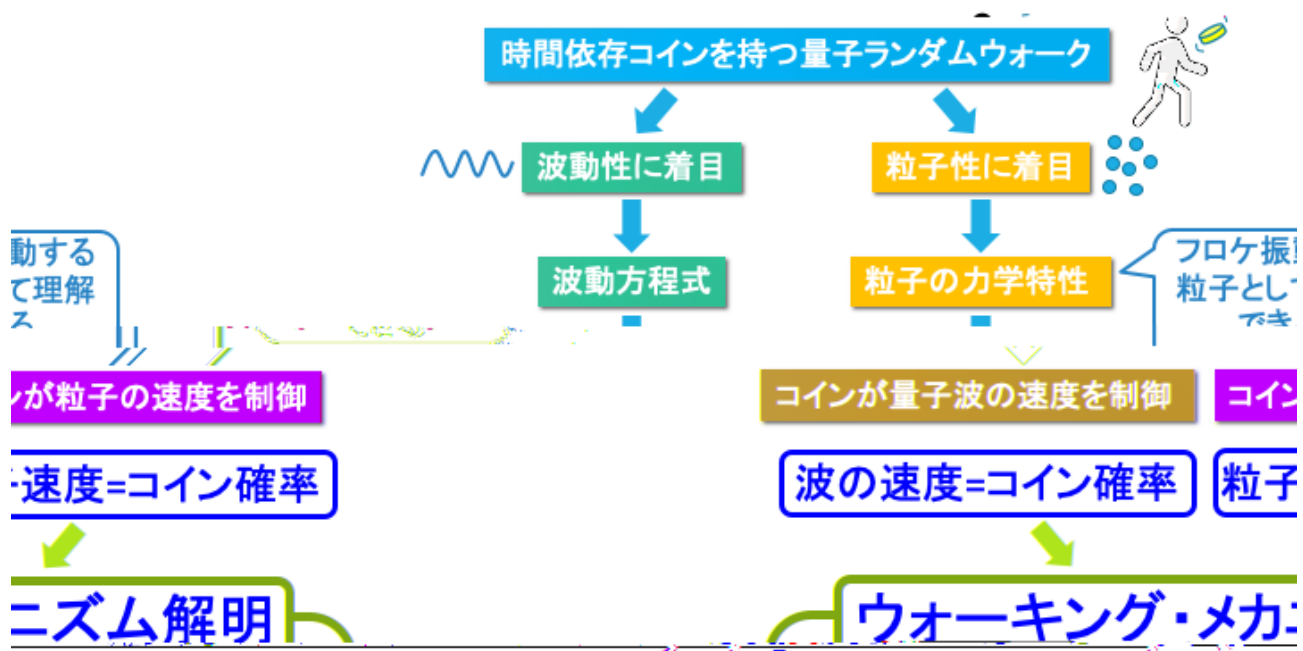 時間依存コインを持つ量子ランダムウォーク
波動性に着目
粒子性に着目
動する
て理解
る
波動方程式
粒子の力学特性
フロケ振
粒子とし
でき
が粒子の速度を制御
コインが量子波の速度を制御
コイン
速度=コイン確率
波の速度=コイン確率
粒子
ニズム解明
ウォーキング・メカ